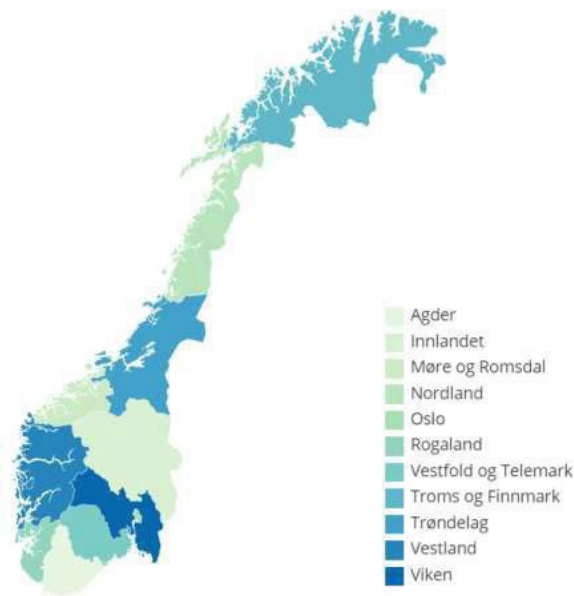 Agder
Innlandet
Møre og Romsdal
Nordland
Oslo
Rogaland
Vestfold og Telemark
Troms og Finnmark
Trøndelag
Vestland
Viken